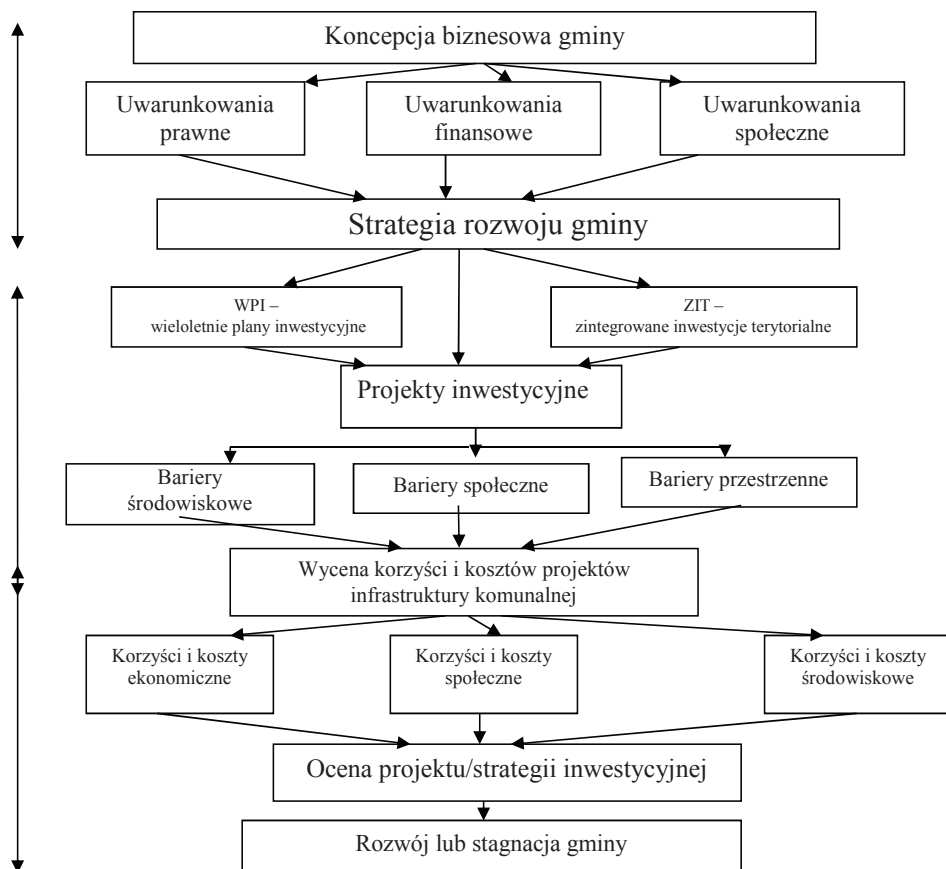 Koncepcja biznesowa gminy
Uwarunkowania
prawne
Uwarunkowania
finansowe
Uwarunkowania
społeczne
Strategia rozwoju gminy
WPI –
wieloletnie plany inwestycyjne
ZIT –
zintegrowane inwestycje terytorialne
Projekty inwestycyjne
Bariery
środowiskowe
Bariery społeczne
Bariery przestrzenne
Wycena korzyści i kosztów projektów
infrastruktury komunalnej
Korzyści i koszty
ekonomiczne
Korzyści i koszty
społeczne
Korzyści i koszty
środowiskowe
Ocena projektu/strategii inwestycyjnej
Rozwój lub stagnacja gminy